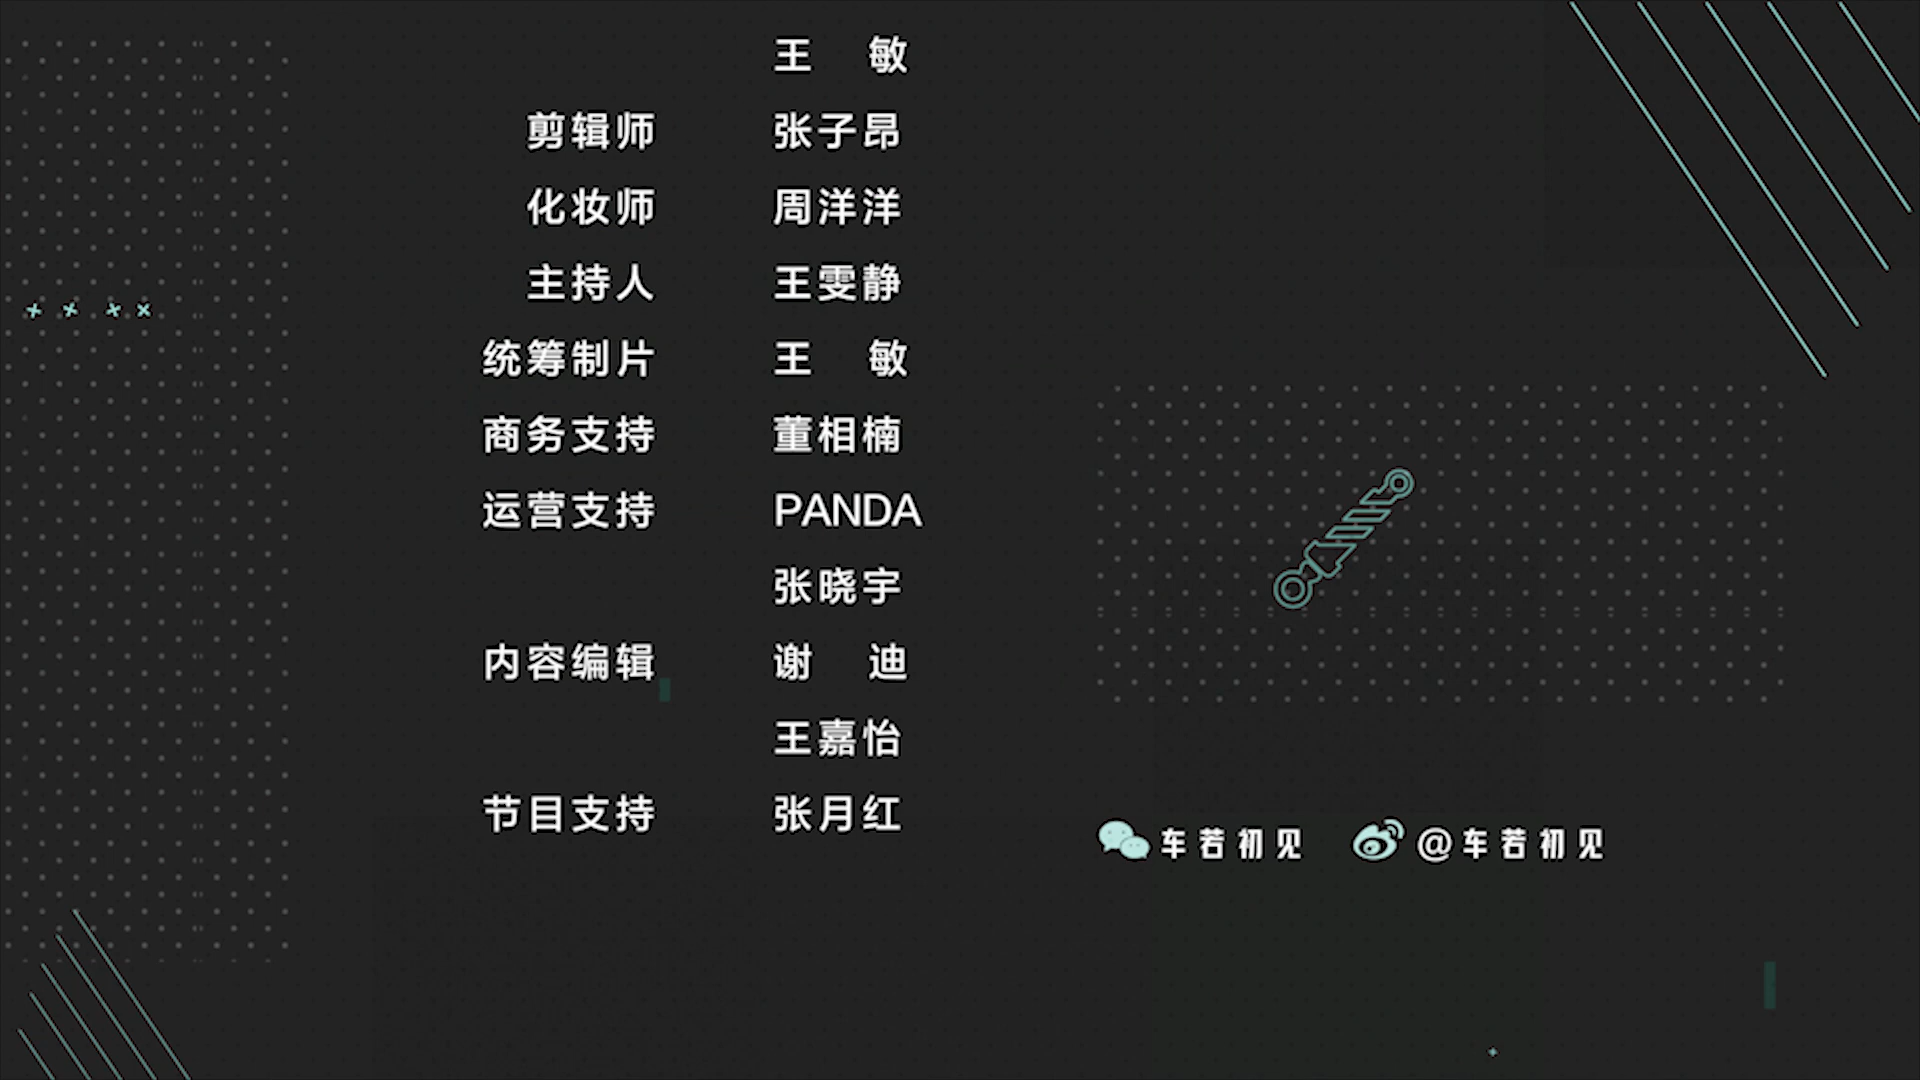 王 敏
剪辑师 张子昂
化妆师 周洋洋
主持人 王雯静
统筹制片 王 敏
商务支持 董相楠
运营支持 PANDA
张晓宇
内容编辑 谢 迪
王嘉怡
节目支持 张月红
车若初见 @车若初见